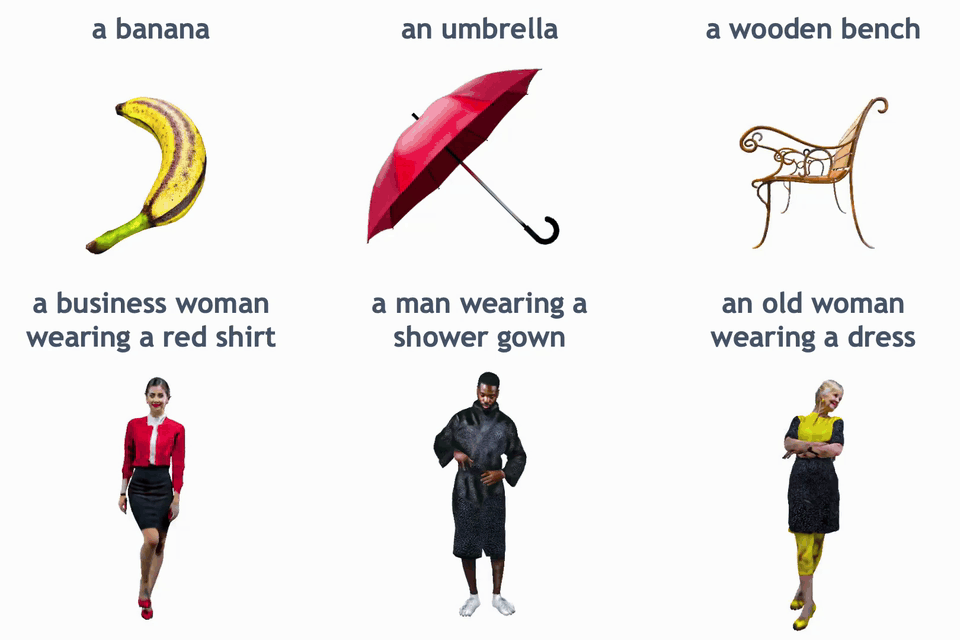 a banana
an umbrella
a wooden bench
a business woman
wearing a red shirt
a man wearing a
shower gown
an old woman
wearing a dress